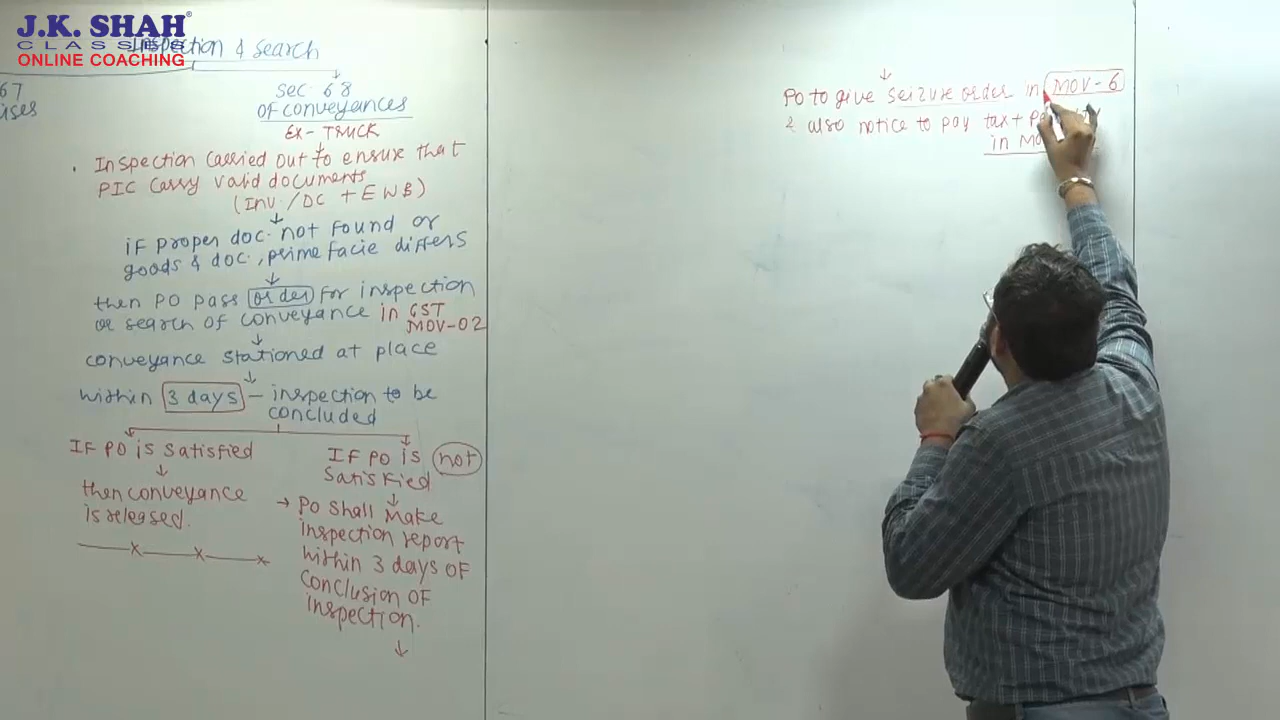 J.K. SHAH®
CLASSES
ONLINE COACHING
Inspection & Search
67
ises
Sec 68
of conveyances
Ex- TRUCK
. Inspection carried out to ensure that
PIC carry valid documents
(Inv. / DC + EWB)
if proper doc. not found or
goods & doc., prime facie differs
then PO pass order for inspection
or search of conveyance in GST
MOV-02
conveyance stationed at place
within 3 days - inspection to be
concluded
IF PO is satisfied
then conveyance
is released.
IF PO is not
satisfied
→ PO shall make
inspection report
within 3 days OF
conclusion OF
inspection.
PO to give seizure order in MOV-6
& also notice to pay tax+
in